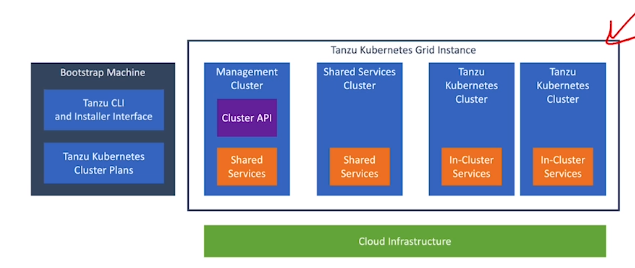 Tanzu Kubernetes Grid Instance
Bootstrap Machine
Tanzu CLI
and Installer Interface
Tanzu Kubernetes
Cluster Plans
Management
Cluster
Cluster API
Shared
Services
Shared Services
Cluster
Shared
Services
Tanzu
Kubernetes
Cluster
In-Cluster
Services
Tanzu
Kubernetes
Cluster
In-Cluster
Services
Cloud Infrastructure